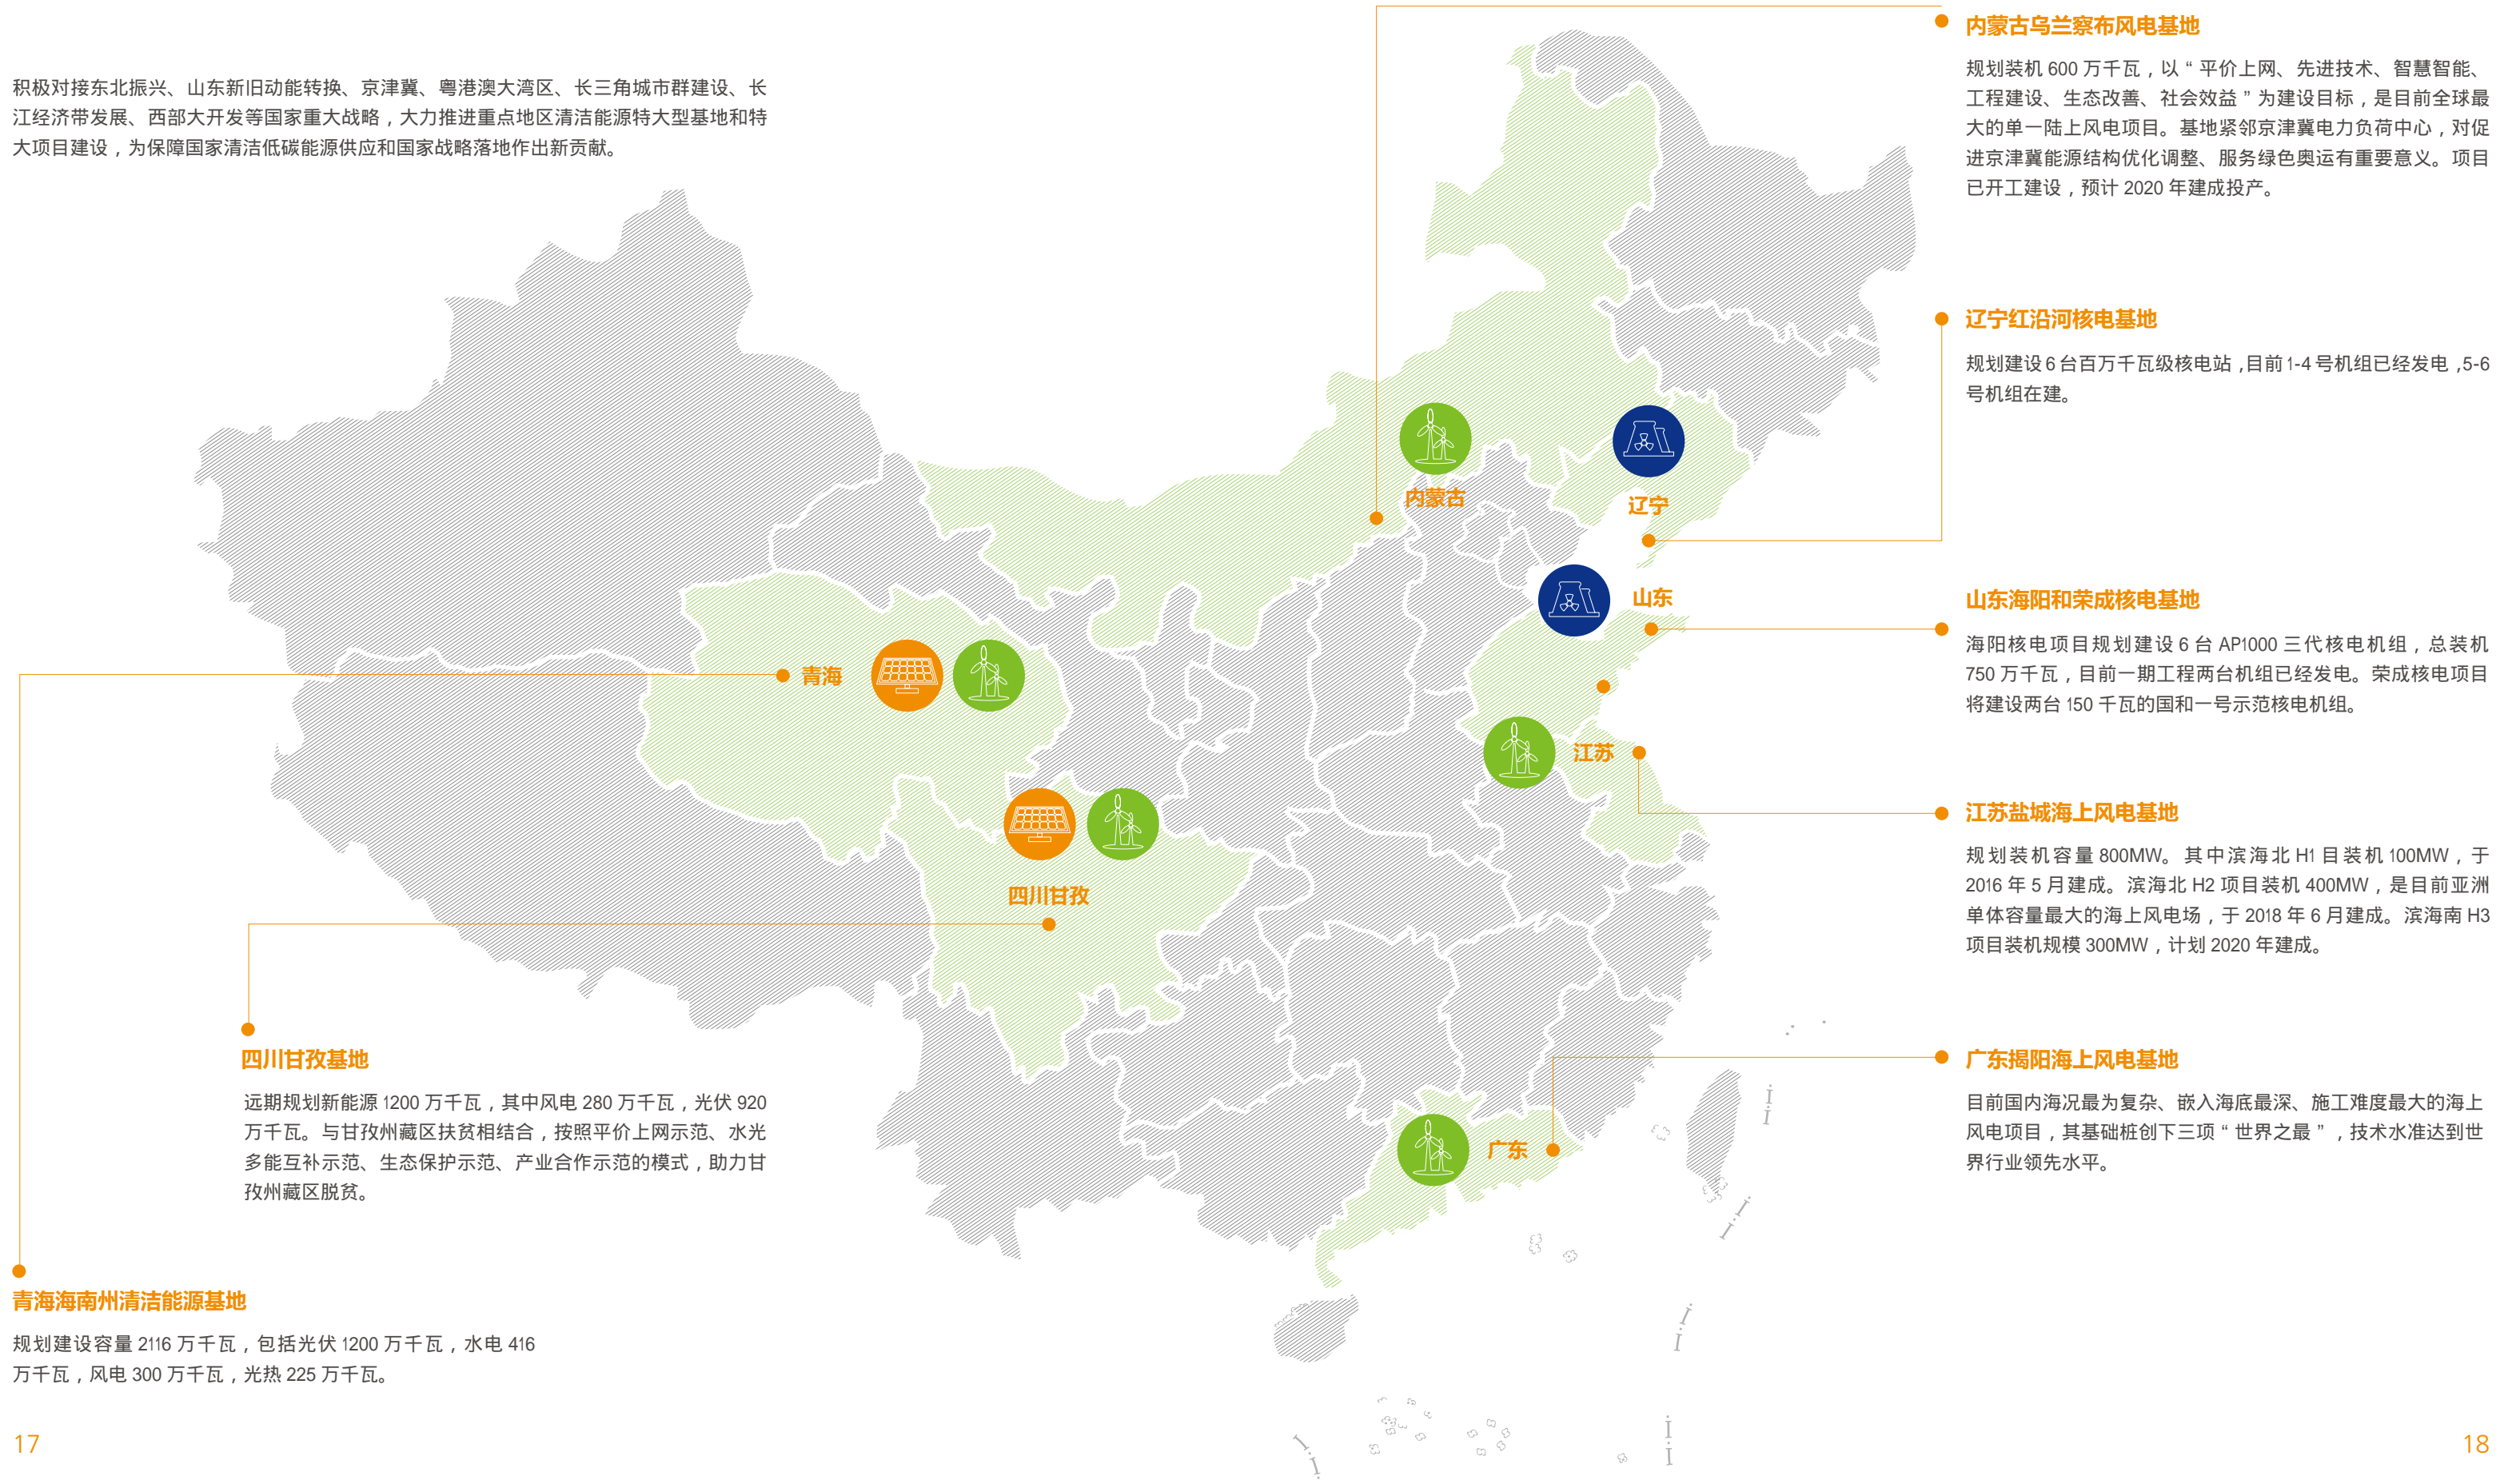 积极对接东北振兴、山东新旧动能转换、京津冀、粤港澳大湾区、长三角城市群建设、长
江经济带发展、西部大开发等国家重大战略，大力推进重点地区清洁能源特大型基地和特
大项目建设，为保障国家清洁低碳能源供应和国家战略落地作出新贡献。
内蒙古乌兰察布风电基地
规划装机 600 万千瓦，以“平价上网、先进技术、智慧智能、
工程建设、生态改善、社会效益”为建设目标，是目前全球最
大的单一陆上风电项目。基地紧邻京津冀电力负荷中心，对促
进京津冀能源结构优化调整、服务绿色奥运有重要意义。项目
已开工建设，预计 2020 年建成投产。
辽宁红沿河核电基地
规划建设 6 台百万千瓦级核电站，目前 1-4 号机组已经发电，5-6
号机组在建。
山东海阳和荣成核电基地
海阳核电项目规划建设 6 台 AP1000 三代核电机组，总装机
750 万千瓦，目前一期工程两台机组已经发电。荣成核电项目
将建设两台 150 千瓦的国和一号示范核电机组。
江苏盐城海上风电基地
规划装机容量 800MW。其中滨海北 H1 目装机 100MW，于
2016 年 5 月建成。滨海北 H2 项目装机 400MW，是目前亚洲
单体容量最大的海上风电场，于 2018 年 6 月建成。滨海南 H3
项目装机规模 300MW，计划 2020 年建成。
广东揭阳海上风电基地
目前国内海况最为复杂、嵌入海底最深、施工难度最大的海上
风电项目，其基础桩创下三项“世界之最”，技术水准达到世
界行业领先水平。
内蒙古
辽宁
山东
青海
江苏
四川甘孜
广东
四川甘孜基地
远期规划新能源 1200 万千瓦，其中风电 280 万千瓦，光伏 920
万千瓦。与甘孜州藏区扶贫相结合，按照平价上网示范、水光
多能互补示范、生态保护示范、产业合作示范的模式，助力甘
孜州藏区脱贫。
青海海南州清洁能源基地
规划建设容量 2116 万千瓦，包括光伏 1200 万千瓦，水电 416
万千瓦，风电 300 万千瓦，光热 225 万千瓦。
17
18